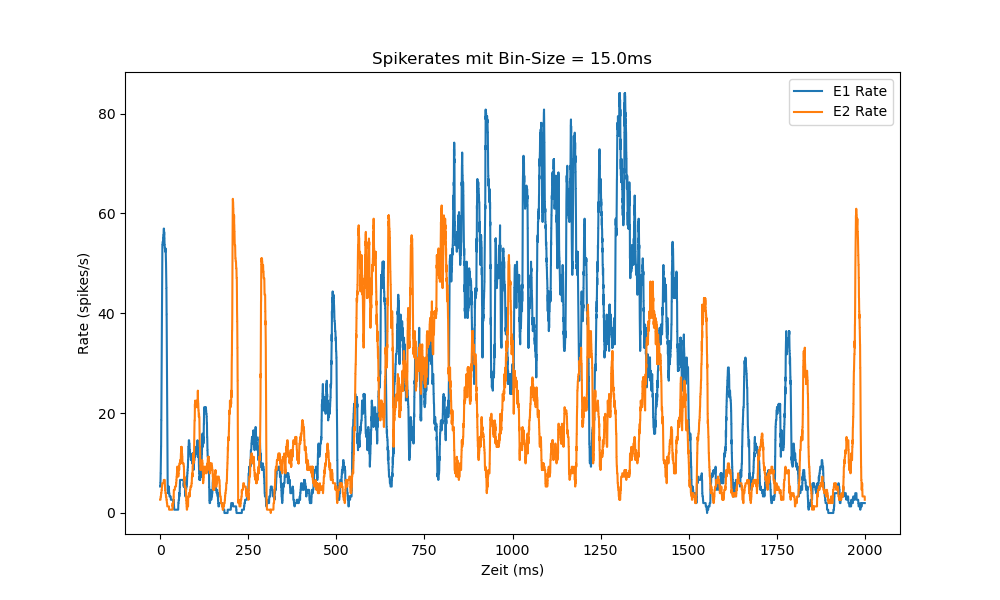 Spikerates mit Bin-Size = 15.0ms
E1 Rate
E2 Rate
Rate (spikes/s)
80
60
40
20
0
0 250 500 750 1000 1250 1500 1750 2000
Zeit (ms)